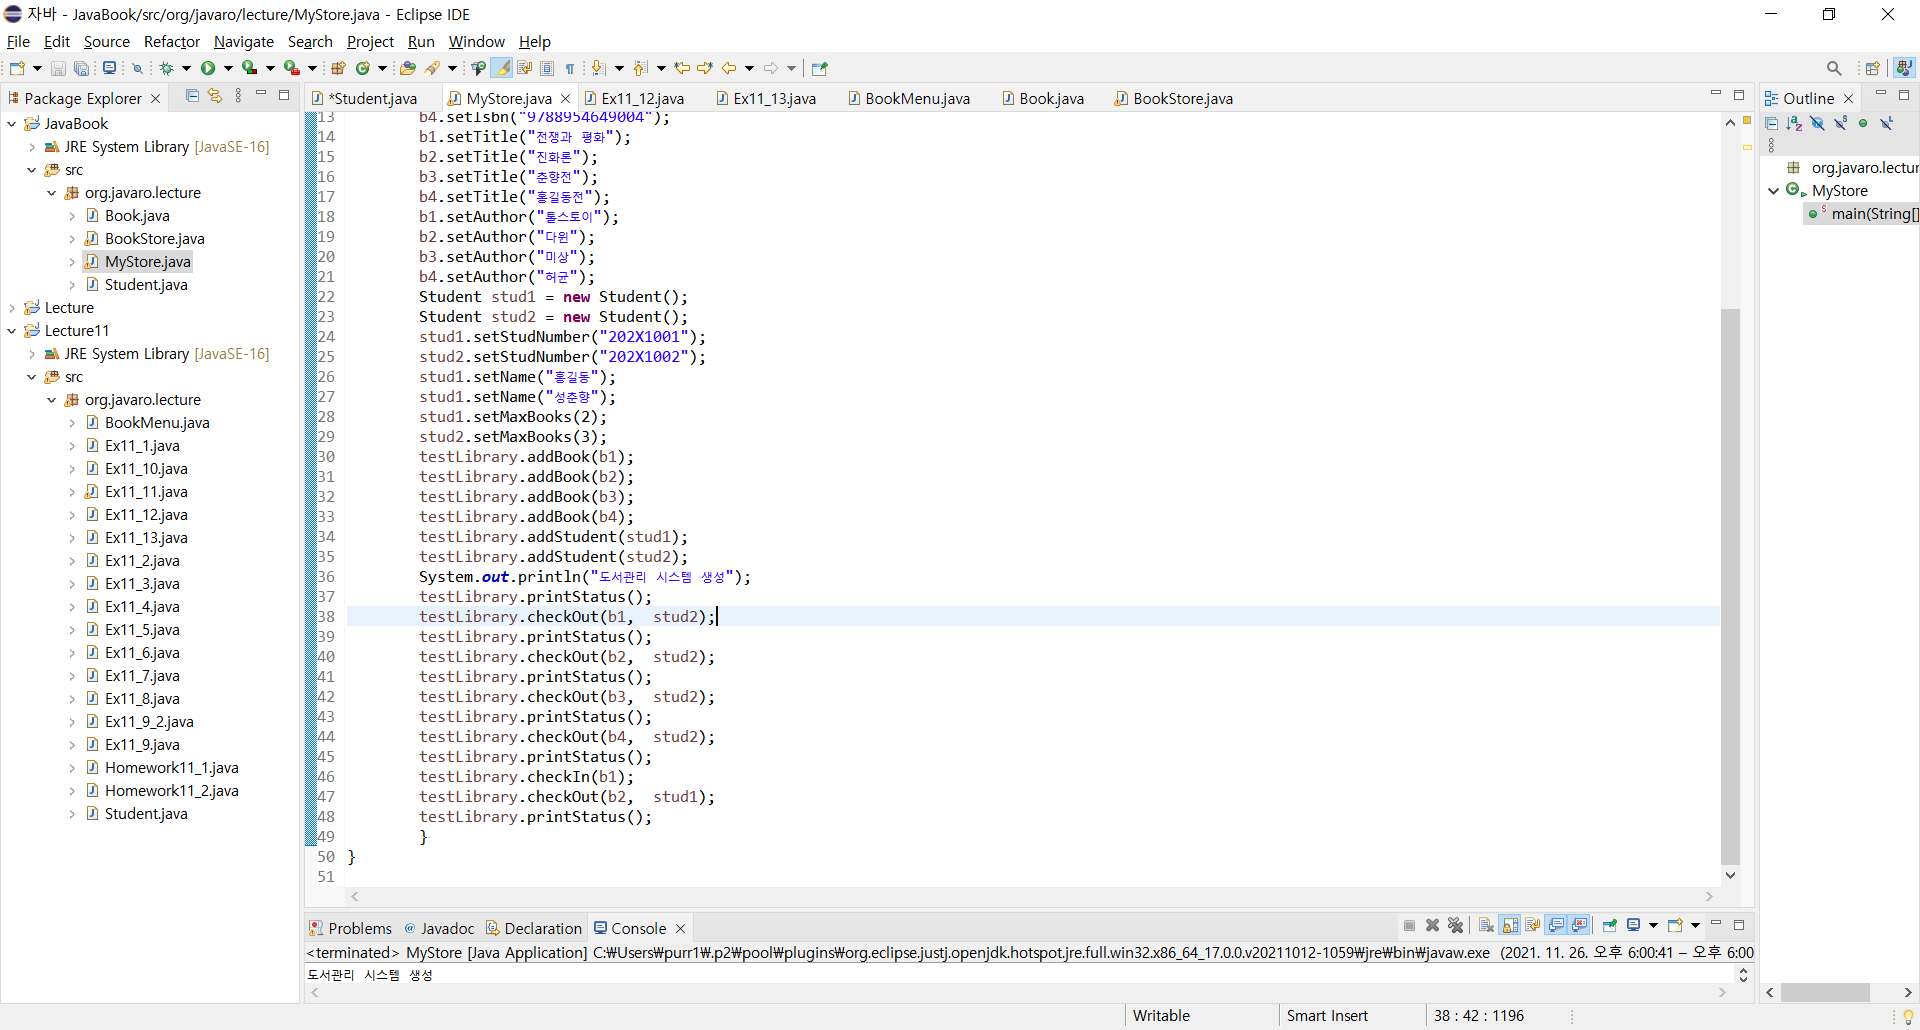 자바 - JavaBook/src/org/javaro/lecture/MyStore.java - Eclipse IDE
File Edit Source Refactor Navigate Search Project Run Window Help
Package Explorer
*Student.java MyStore.java Ex11_12.java Ex11_13.java BookMenu.java Book.java BookStore.java
Outline
JavaBook
JRE System Library [JavaSE-16]
src
org.javaro.lecture
Book.java
BookStore.java
MyStore.java
Student.java
Lecture
Lecture11
JRE System Library [JavaSE-16]
src
org.javaro.lecture
BookMenu.java
Ex11_1.java
Ex11_10.java
Ex11_11.java
Ex11_12.java
Ex11_13.java
Ex11_2.java
Ex11_3.java
Ex11_4.java
Ex11_5.java
Ex11_6.java
Ex11_7.java
Ex11_8.java
Ex11_9_2.java
Ex11_9.java
Homework11_1.java
Homework11_2.java
Student.java
13 b4.setIsbn("9788954649004");
14 b1.setTitle("전쟁과 평화");
15 b2.setTitle("진화론");
16 b3.setTitle("춘향전");
17 b4.setTitle("홍길동전");
18 b1.setAuthor("톨스토이");
19 b2.setAuthor("다윈");
20 b3.setAuthor("미상");
21 b4.setAuthor("허균");
22 Student stud1 = new Student();
23 Student stud2 = new Student();
24 stud1.setStudNumber("202X1001");
25 stud2.setStudNumber("202X1002");
26 stud1.setName("홍길동");
27 stud1.setName("성춘향");
28 stud1.setMaxBooks(2);
29 stud2.setMaxBooks(3);
30 testLibrary.addBook(b1);
31 testLibrary.addBook(b2);
32 testLibrary.addBook(b3);
33 testLibrary.addBook(b4);
34 testLibrary.addStudent(stud1);
35 testLibrary.addStudent(stud2);
36 System.out.println("도서관리 시스템 생성");
37 testLibrary.printStatus();
38 testLibrary.checkOut(b1, stud2);
39 testLibrary.printStatus();
40 testLibrary.checkOut(b2, stud2);
41 testLibrary.printStatus();
42 testLibrary.checkOut(b3, stud2);
43 testLibrary.printStatus();
44 testLibrary.checkOut(b4, stud2);
45 testLibrary.printStatus();
46 testLibrary.checkIn(b1);
47 testLibrary.checkOut(b2, stud1);
48 testLibrary.printStatus();
49 }
50 }
51
org.javaro.lectur
MyStore
main(String[]
Problems Javadoc Declaration Console
<terminated> MyStore [Java Application] C:₩Users₩purr1₩.p2₩pool₩plugins₩org.eclipse.justj.openjdk.hotspot.jre.full.win32.x86_64_17.0.0.v20211012-1059₩jre₩bin₩javaw.exe (2021. 11. 26. 오후 6:00:41 – 오후 6:00
도서관리 시스템 생성
Writable Smart Insert 38 : 42 : 1196